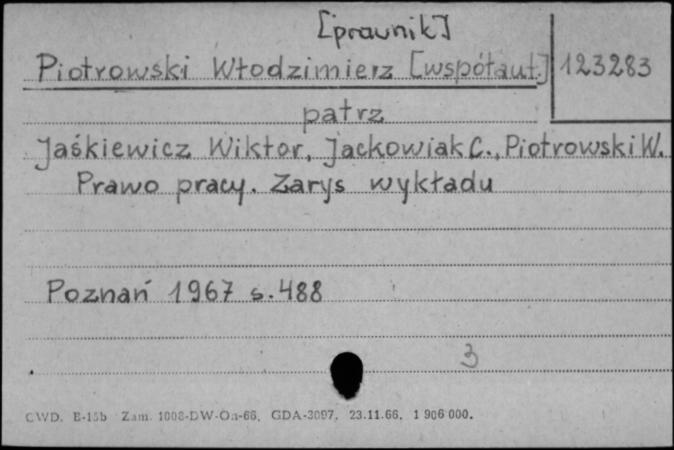 [prawnik]
Piotrowski Włodzimierz [współaut.] 123283
patrz
Jaśkiewicz Wiktor, Jackowiak C., Piotrowski W.
Prawo pracy. Zarys wykładu
Poznań 1967 s. 488
3
CWD. E-15b Zam. 1008-DW-On-66, GDA-3097, 23.11.66, 1 906 000.